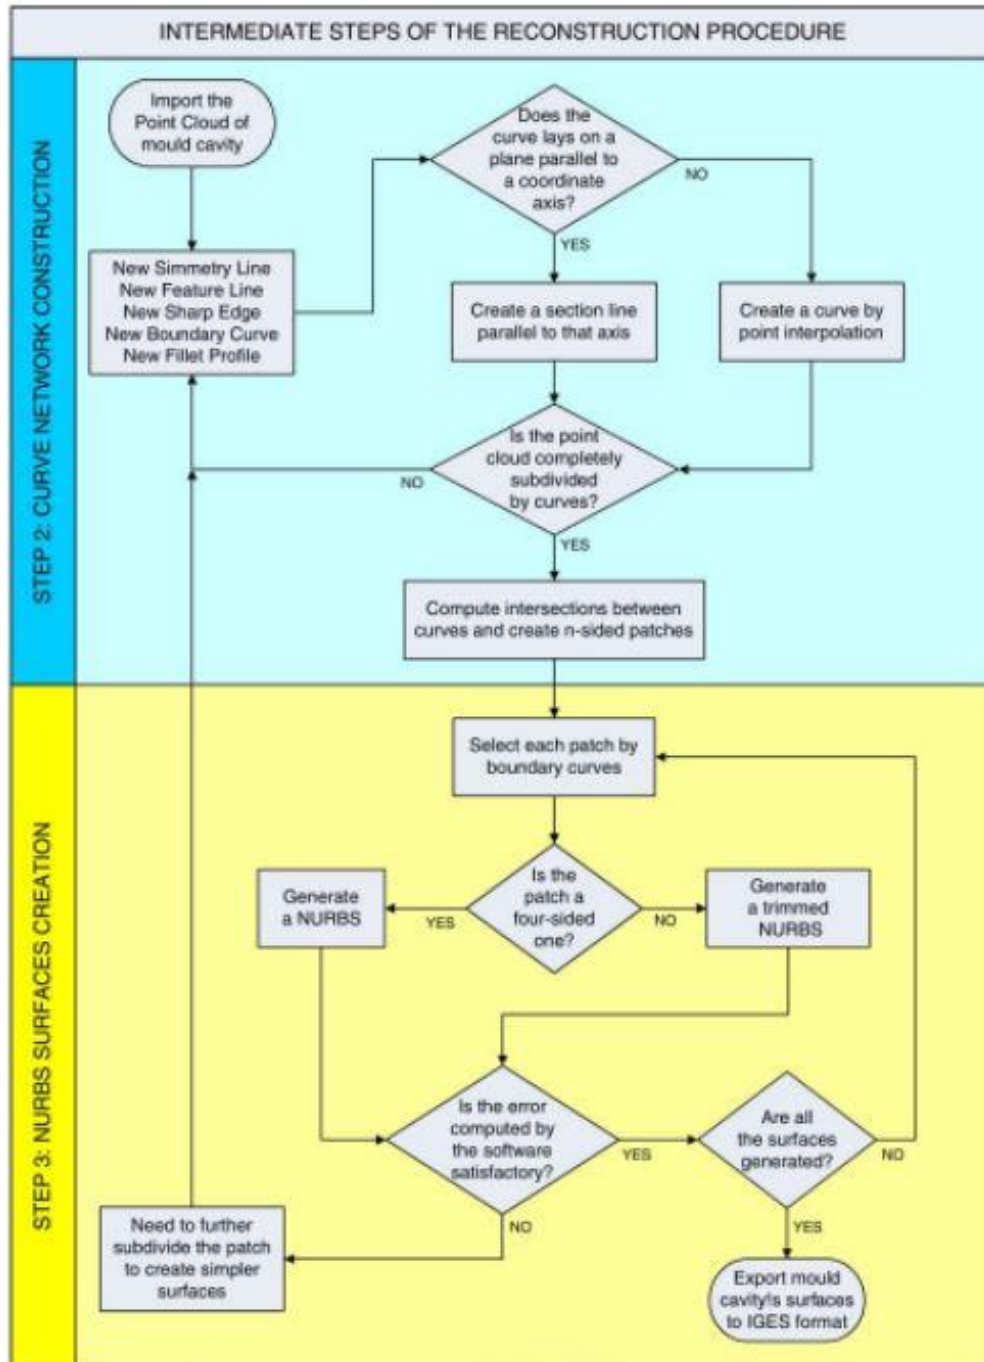 INTERMEDIATE STEPS OF THE RECONSTRUCTION PROCEDURE
STEP 2: CURVE NETWORK CONSTRUCTION
Import the
Point Cloud of
mould cavity
Does the
curve lays on a
plane parallel to
a coordinate
axis?
NO
YES
New Simmetry Line
New Feature Line
New Sharp Edge
New Boundary Curve
New Fillet Profile
Create a section line
parallel to that axis
Create a curve by
point interpolation
Is the point
cloud completely
subdivided
by curves?
NO
YES
Compute intersections between
curves and create n-sided patches
STEP 3: NURBS SURFACES CREATION
Select each patch by
boundary curves
Is the
patch a
four-sided
one?
YES
NO
Generate
a NURBS
Generate
a trimmed
NURBS
Is the error
computed by
the software
satisfactory?
YES
NO
Are all
the surfaces
generated?
NO
YES
Need to further
subdivide the patch
to create simpler
surfaces
Export mould
cavity!s surfaces
to IGES format